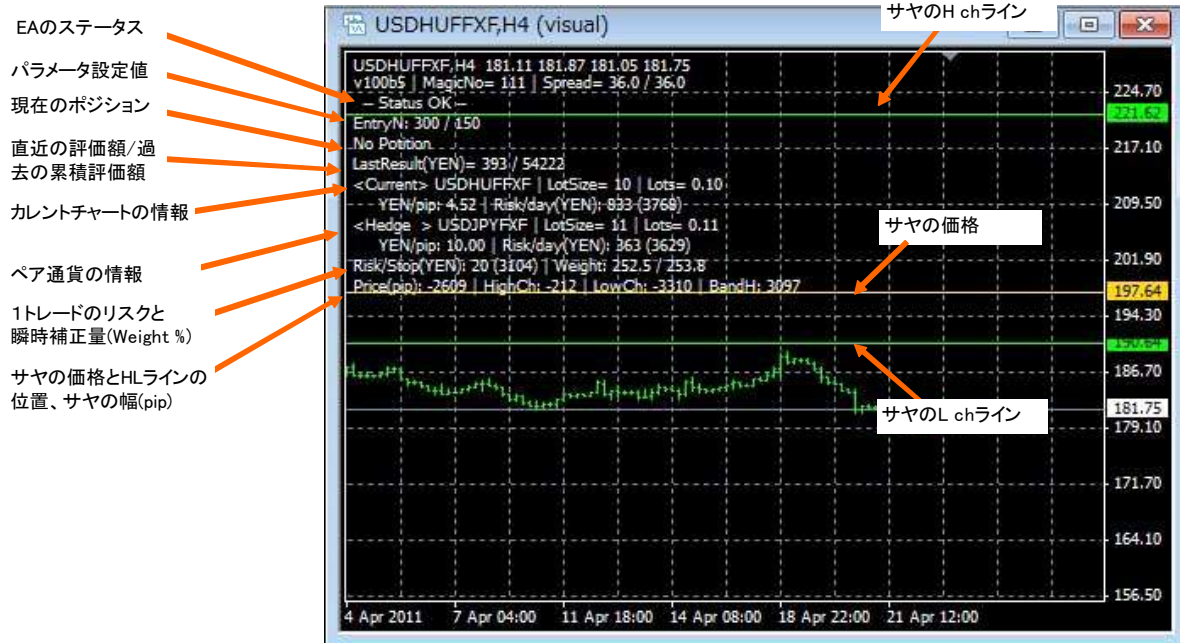 EAのステータス
パラメータ設定値
現在のポジション
直近の評価額/過
去の累積評価額
カレントチャートの情報
ペア通貨の情報
1トレードのリスクと
瞬時補正量(Weight %)
サヤの価格とHLラインの
位置、サヤの幅(pip)
USDHUFFXF,H4 (visual)
サヤのH chライン
USDHUFFXF,H4 181.11 181.87 181.05 181.75
v100b5 | MagicNo= 111 | Spread= 36.0 / 36.0
-- Status OK --
EntryN: 300 / 150
No Potition
LastResult(YEN)= 393 / 54222
<Current> USDHUFFXF | LotSize= 10 | Lots= 0.10
YEN/pip: 4.52 | Risk/day(YEN): 833 (3768)
<Hedge > USDJPYFXF | LotSize= 11 | Lots= 0.11
YEN/pip: 10.00 | Risk/day(YEN): 363 (3629)
Risk/Stop(YEN): 20 (3104) | Weight: 252.5 / 253.8
Price(pip): -2609 | HighCh: -212 | LowCh: -3310 | BandH: 3097
サヤの価格
サヤのL chライン
224.70
221.62
217.10
209.50
201.90
197.64
194.30
190.64
186.70
181.75
179.10
171.70
164.10
156.50
4 Apr 2011
7 Apr 04:00
11 Apr 18:00
14 Apr 08:00
18 Apr 22:00
21 Apr 12:00